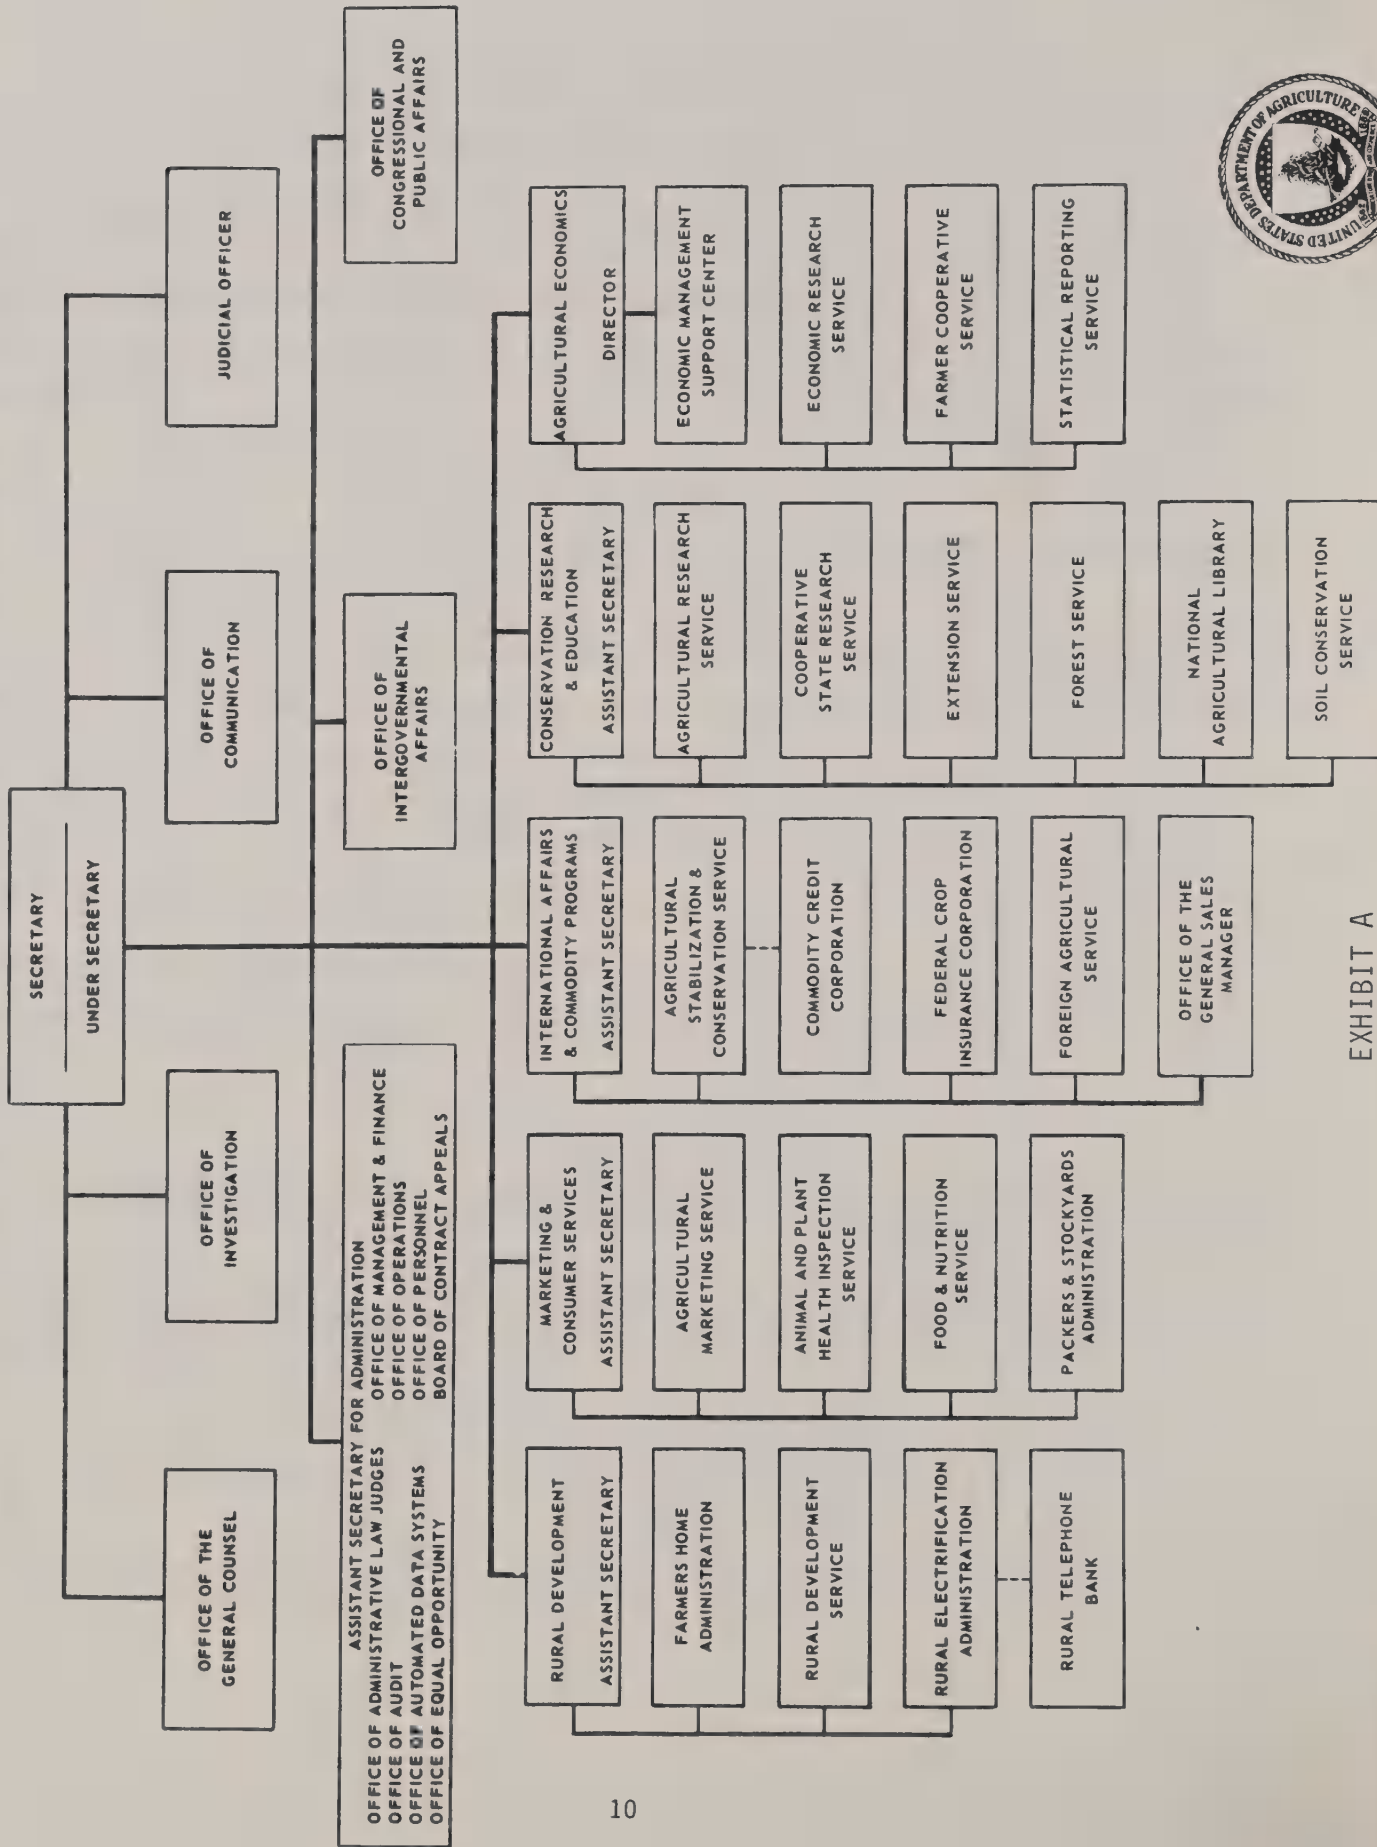 SECRETARY
UNDER SECRETARY
OFFICE OF THE
GENERAL COUNSEL
OFFICE OF
INVESTIGATION
OFFICE OF
COMMUNICATION
JUDICIAL OFFICER
ASSISTANT SECRETARY FOR ADMINISTRATION
OFFICE OF ADMINISTRATIVE LAW JUDGES
OFFICE OF AUDIT
OFFICE OF AUTOMATED DATA SYSTEMS
OFFICE OF EQUAL OPPORTUNITY
OFFICE OF MANAGEMENT & FINANCE
OFFICE OF OPERATIONS
OFFICE OF PERSONNEL
BOARD OF CONTRACT APPEALS
OFFICE OF
INTERGOVERNMENTAL
AFFAIRS
OFFICE OF
CONGRESSIONAL AND
PUBLIC AFFAIRS
RURAL DEVELOPMENT
ASSISTANT SECRETARY
FARMERS HOME
ADMINISTRATION
RURAL DEVELOPMENT
SERVICE
RURAL ELECTRIFICATION
ADMINISTRATION
RURAL TELEPHONE
BANK
MARKETING &
CONSUMER SERVICES
ASSISTANT SECRETARY
AGRICULTURAL
MARKETING SERVICE
ANIMAL AND PLANT
HEALTH INSPECTION
SERVICE
FOOD & NUTRITION
SERVICE
PACKERS & STOCKYARDS
ADMINISTRATION
INTERNATIONAL AFFAIRS
& COMMODITY PROGRAMS
ASSISTANT SECRETARY
AGRICULTURAL
STABILIZATION &
CONSERVATION SERVICE
COMMODITY CREDIT
CORPORATION
FEDERAL CROP
INSURANCE CORPORATION
FOREIGN AGRICULTURAL
SERVICE
OFFICE OF THE
GENERAL SALES
MANAGER
CONSERVATION RESEARCH
& EDUCATION
ASSISTANT SECRETARY
AGRICULTURAL RESEARCH
SERVICE
COOPERATIVE
STATE RESEARCH
SERVICE
EXTENSION SERVICE
FOREST SERVICE
NATIONAL
AGRICULTURAL LIBRARY
SOIL CONSERVATION
SERVICE
AGRICULTURAL ECONOMICS
DIRECTOR
ECONOMIC MANAGEMENT
SUPPORT CENTER
ECONOMIC RESEARCH
SERVICE
FARMER COOPERATIVE
SERVICE
STATISTICAL REPORTING
SERVICE
UNITED STATES DEPARTMENT OF AGRICULTURE
EXHIBIT A
10